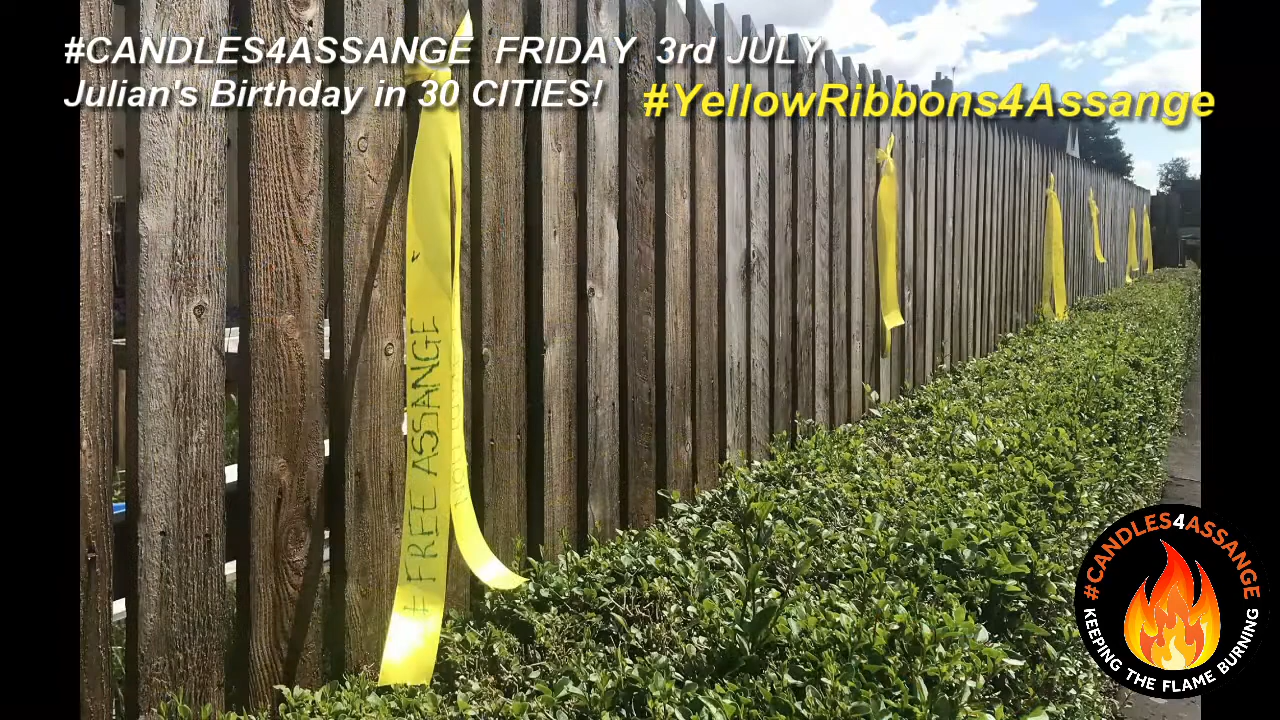 #CANDLES4ASSANGE FRIDAY 3rd JULY
Julian's Birthday in 30 CITIES!
#YellowRibbons4Assange
# FREE ASSANGE
#CANDLES4ASSANGE
KEEPING THE FLAME BURNING